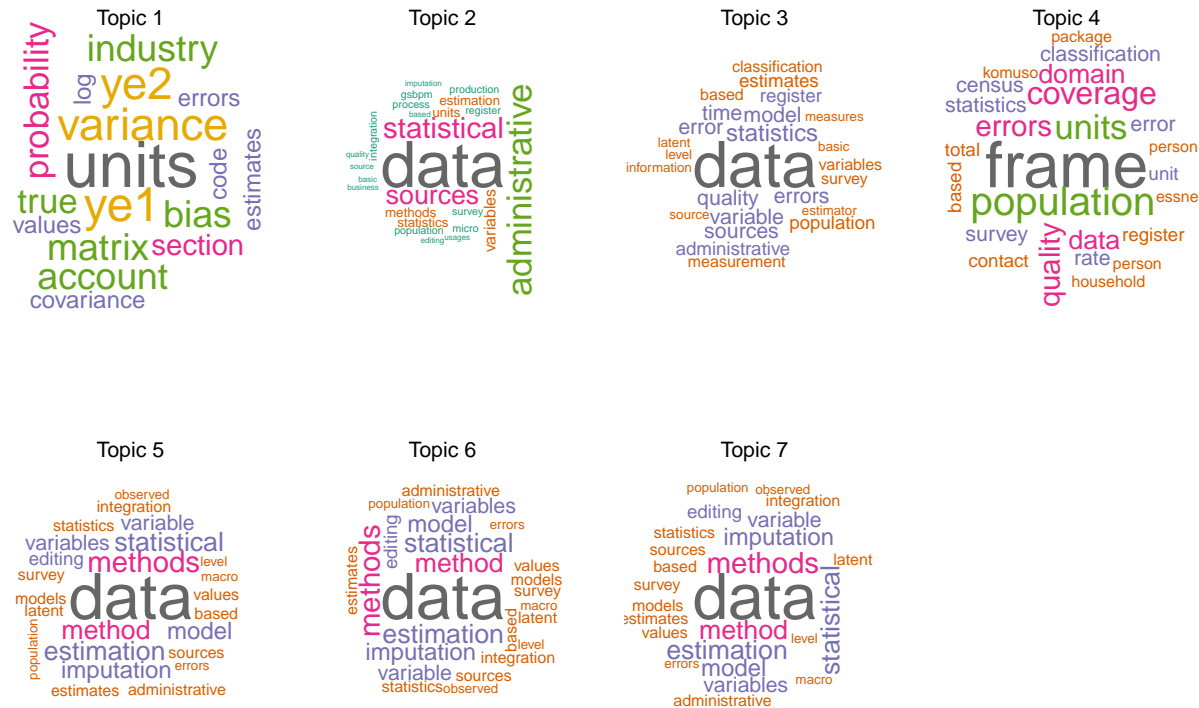 Topic 1
industry
probability
log
ye2
errors
variance
units
code
estimates
true
ye1
bias
values
matrix
section
account
covariance
Topic 2
imputation
gsbpm
production
process
estimation
based
units
register
integration
statistical
administrative
quality
data
source
basic
business
sources
methods
survey
variables
statistics
population
micro
editing
usages
Topic 3
classification
estimates
based
register
time
model
measures
error
statistics
latent
basic
level
data
variables
information
survey
quality
errors
source
variable
estimator
sources
population
administrative
measurement
Topic 4
package
classification
komuso
domain
census
coverage
statistics
errors
units
error
total
person
frame
unit
based
population
essne
survey
quality
data
register
contact
rate
person
household
Topic 5
observed
integration
statistics
variable
variables
statistical
editing
methods
level
survey
macro
data
values
models
latent
based
method
model
population
estimation
sources
imputation
errors
estimates
administrative
Topic 6
administrative
population
variables
model
errors
editing
statistical
methods
method
values
estimates
models
data
survey
macro
latent
estimation
based
level
imputation
integration
variable
sources
statistics
observed
Topic 7
population
observed
integration
editing
variable
statistics
imputation
sources
based
methods
latent
survey
data
statistical
models
estimates
values
method
level
estimation
errors
model
macro
variables
administrative